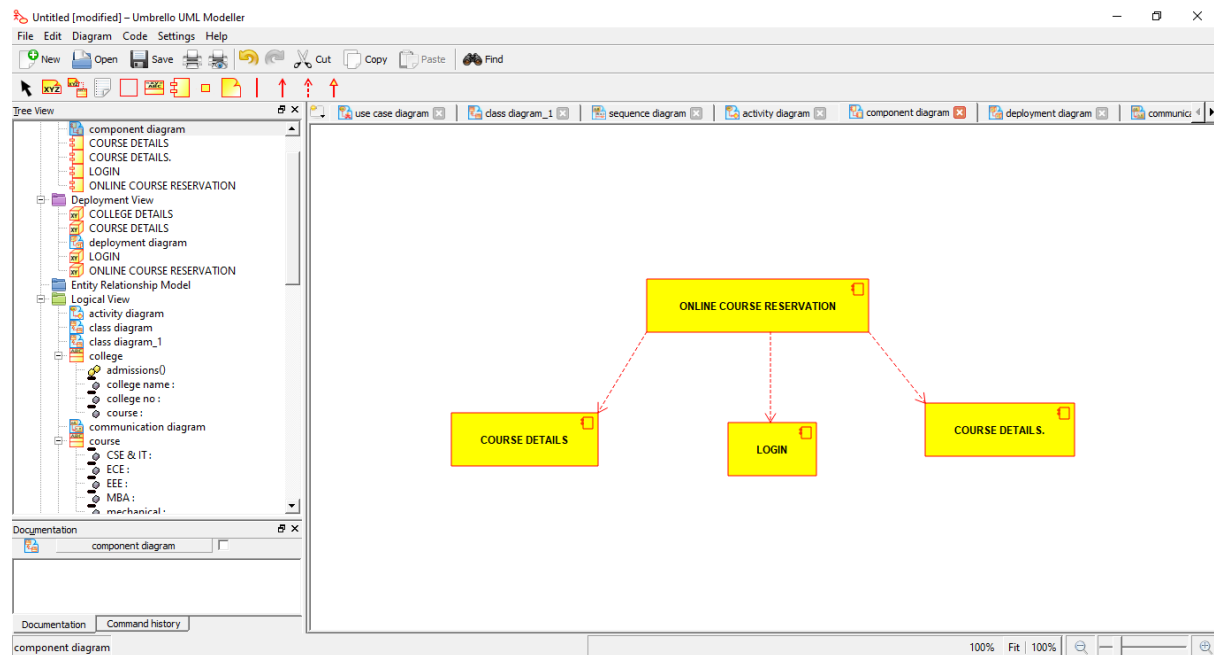 Untitled [modified] – Umbrello UML Modeller
File Edit Diagram Code Settings Help
New Open Save Cut Copy Paste Find
XYZ ABC
Tree View
use case diagram class diagram_1 sequence diagram activity diagram component diagram deployment diagram communica
component diagram
COURSE DETAILS
COURSE DETAILS.
LOGIN
ONLINE COURSE RESERVATION
Deployment View
COLLEGE DETAILS
COURSE DETAILS
deployment diagram
LOGIN
ONLINE COURSE RESERVATION
Entity Relationship Model
Logical View
activity diagram
class diagram
class diagram_1
college
admissions()
college name :
college no :
course :
communication diagram
course
CSE & IT :
ECE :
EEE :
MBA :
mechanical :
ONLINE COURSE RESERVATION
COURSE DETAILS
LOGIN
COURSE DETAILS.
Documentation
component diagram
Documentation Command history
component diagram
100% Fit 100%